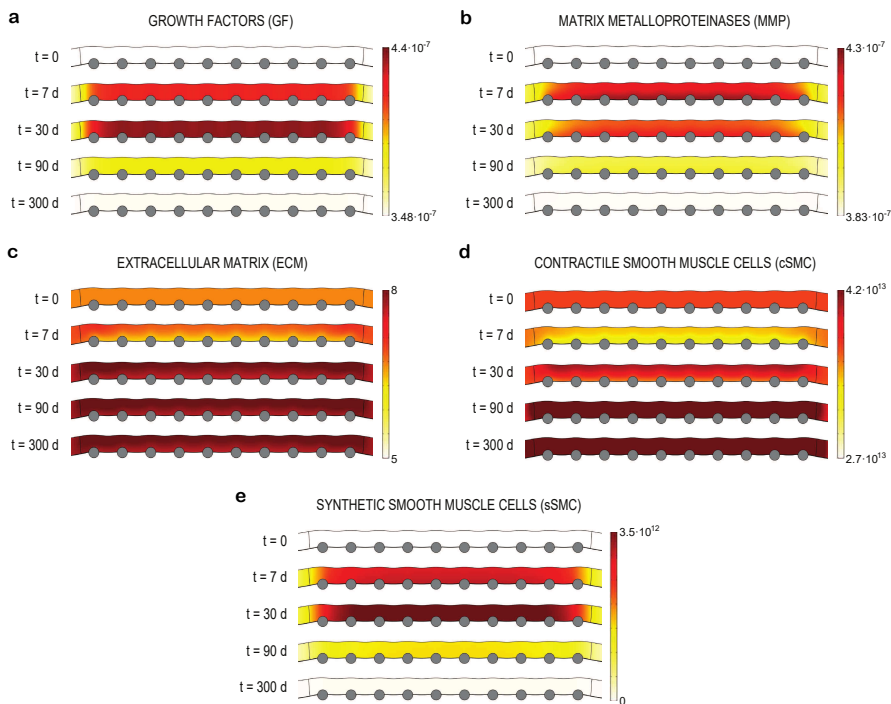 a
GROWTH FACTORS (GF)
t = 0
t = 7 d
t = 30 d
t = 90 d
t = 300 d
4.4·10⁻⁷
3.48·10⁻⁷
b
MATRIX METALLOPROTEINASES (MMP)
t = 0
t = 7 d
t = 30 d
t = 90 d
t = 300 d
4.3·10⁻⁷
3.83·10⁻⁷
c
EXTRACELLULAR MATRIX (ECM)
t = 0
t = 7 d
t = 30 d
t = 90 d
t = 300 d
8
5
d
CONTRACTILE SMOOTH MUSCLE CELLS (cSMC)
t = 0
t = 7 d
t = 30 d
t = 90 d
t = 300 d
4.2·10¹³
2.7·10¹³
e
SYNTHETIC SMOOTH MUSCLE CELLS (sSMC)
t = 0
t = 7 d
t = 30 d
t = 90 d
t = 300 d
3.5·10¹²
0